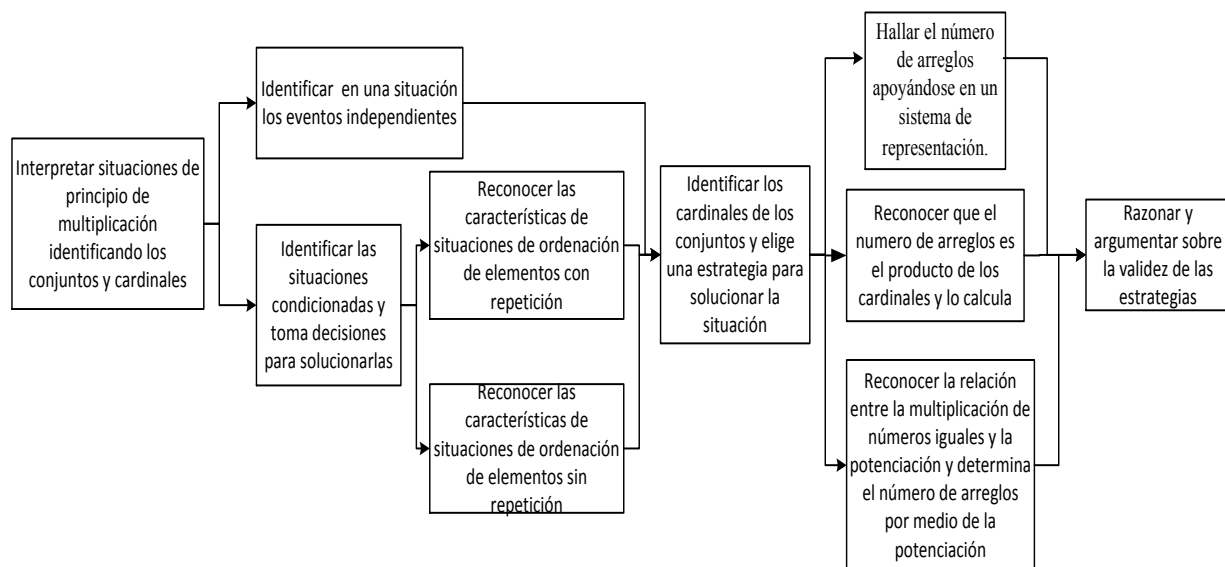 Interpretar situaciones de
principio de
multiplicación
identificando los
conjuntos y cardinales
Identificar en una situación
los eventos independientes
Identificar las
situaciones
condicionadas y
toma decisiones
para solucionarlas
Reconocer las
características de
situaciones de ordenación
de elementos con
repetición
Reconocer las
características de
situaciones de ordenación
de elementos sin
repetición
Identificar los
cardinales de los
conjuntos y elige
una estrategia para
solucionar la
situación
Hallar el número
de arreglos
apoyándose en un
sistema de
representación.
Reconocer que el
numero de arreglos es
el producto de los
cardinales y lo calcula
Reconocer la relación
entre la multiplicación de
números iguales y la
potenciación y determina
el número de arreglos
por medio de la
potenciación
Razonar y
argumentar sobre
la validez de las
estrategias